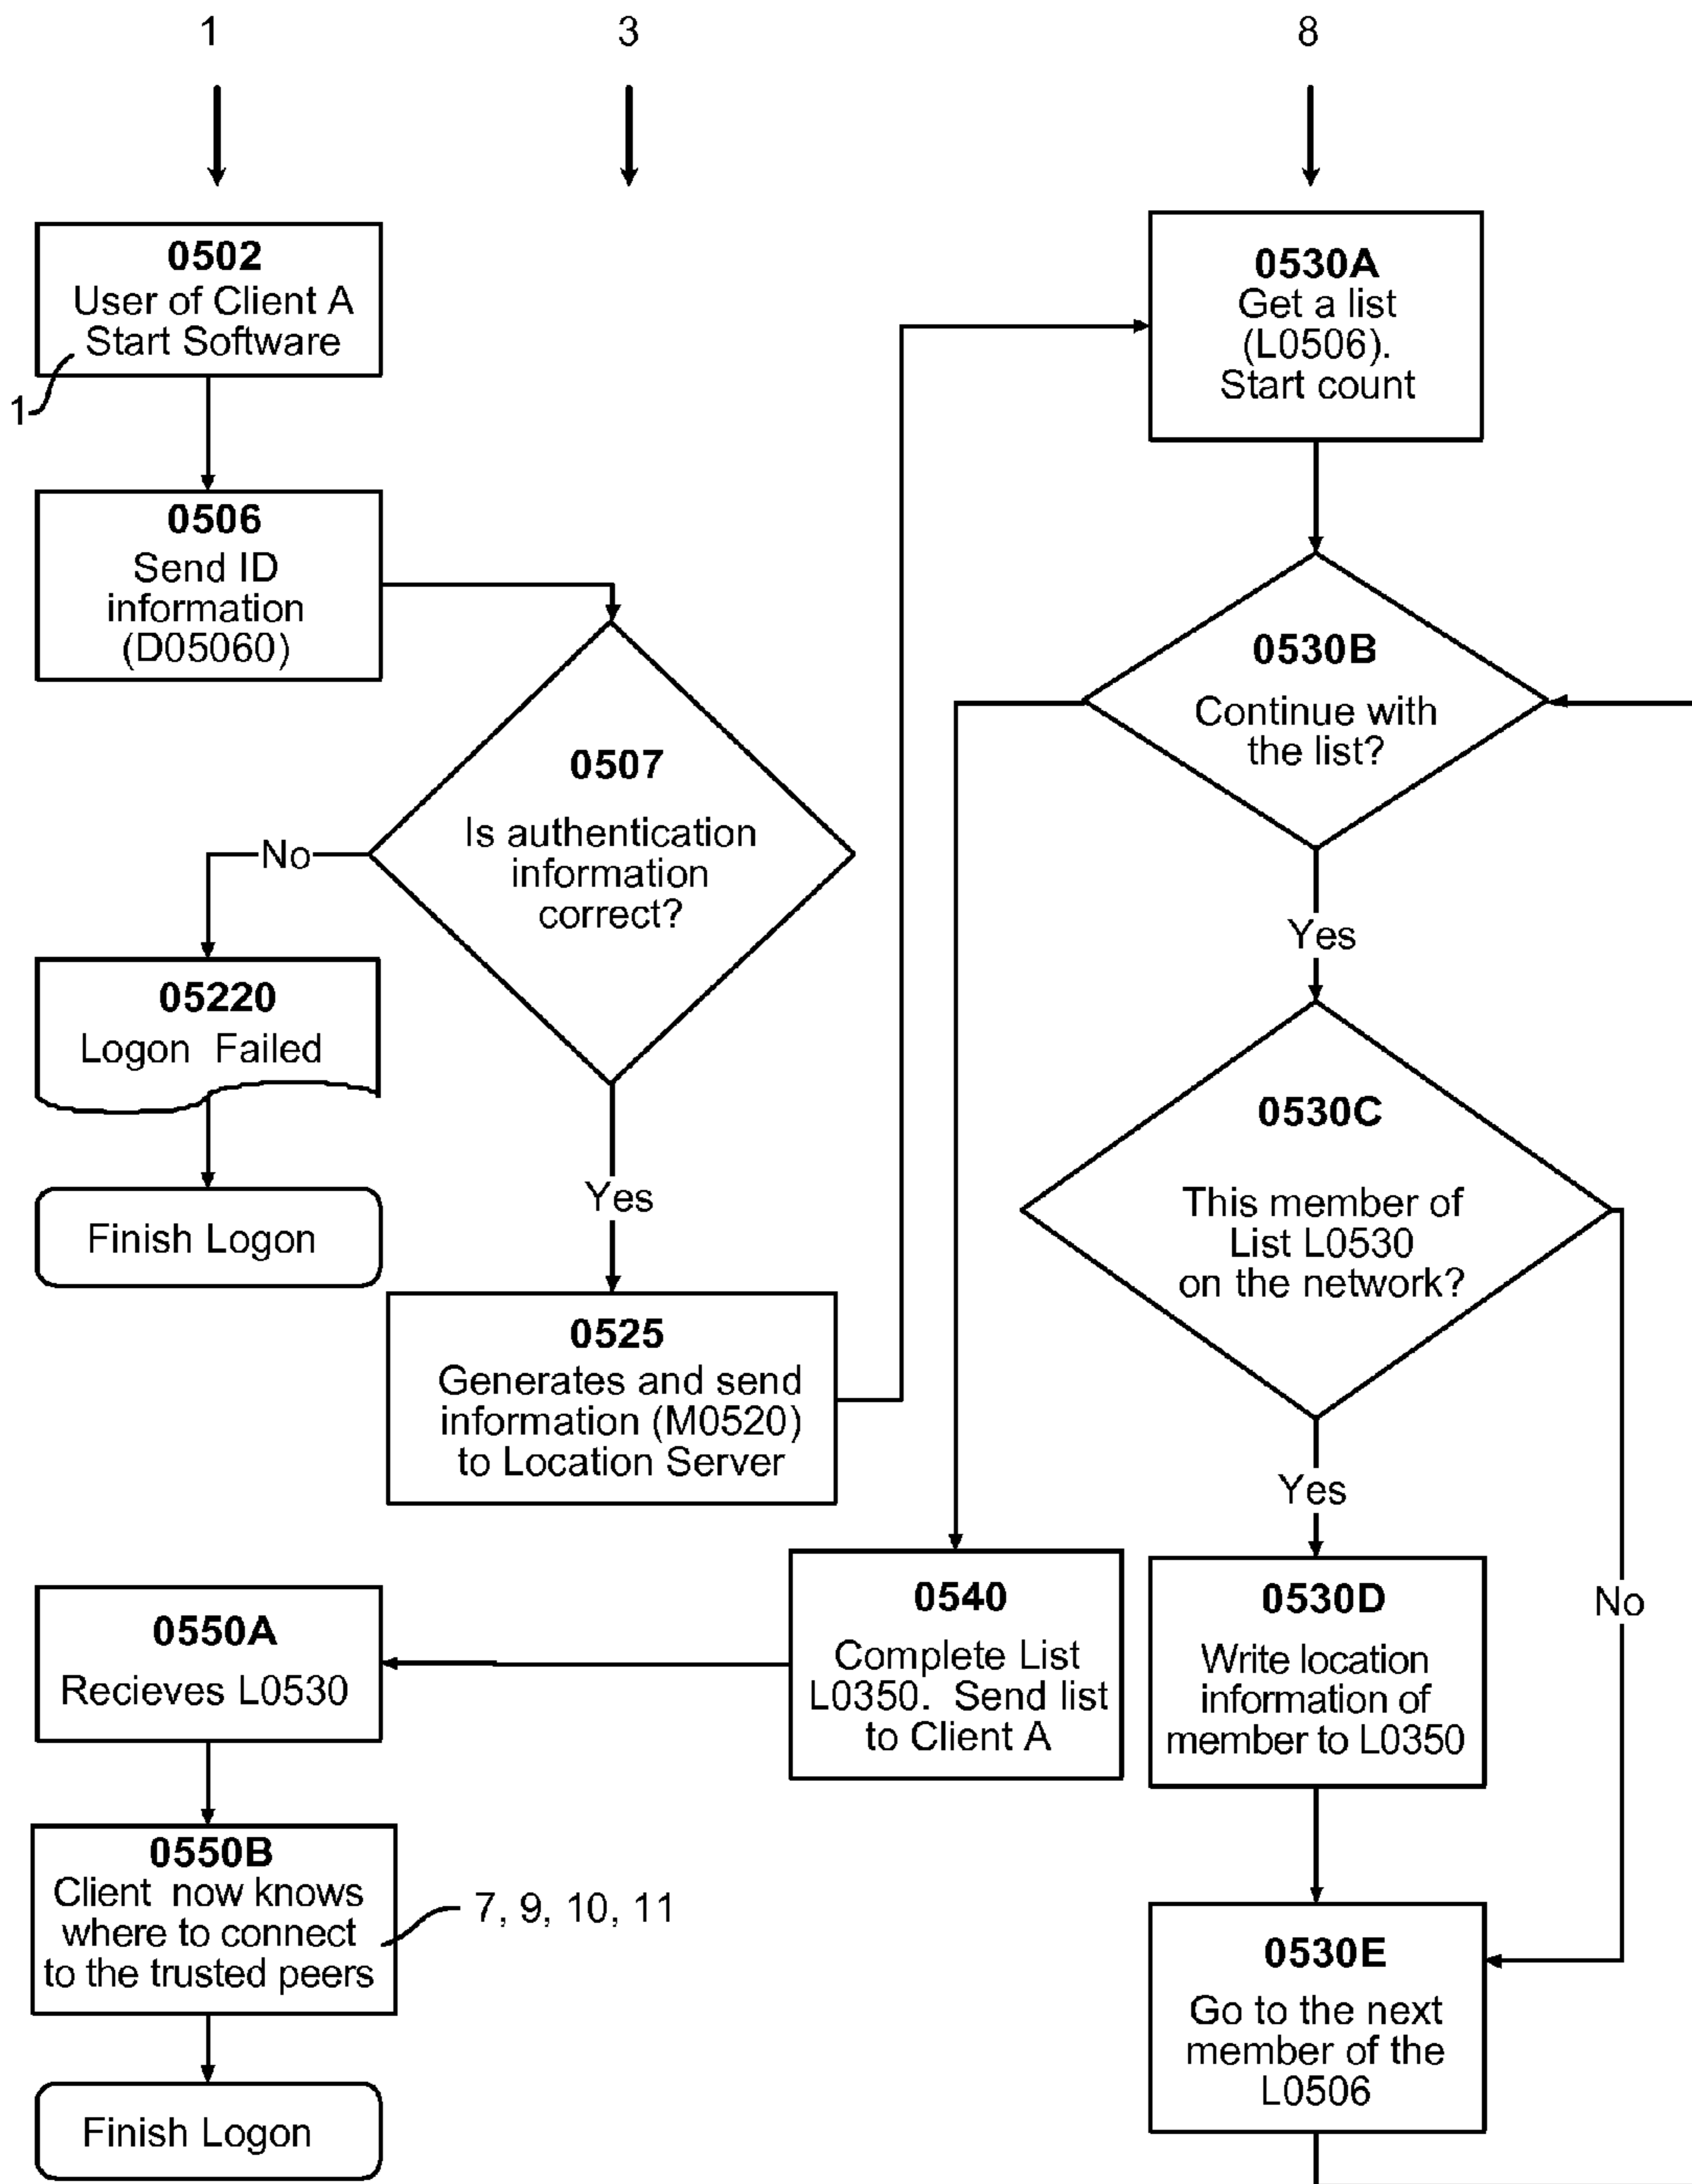 1
3
8
0502
User of Client A
Start Software
1
0506
Send ID
information
(D05060)
0507
Is authentication
information
correct?
No
05220
Logon Failed
Finish Logon
Yes
0525
Generates and send
information (M0520)
to Location Server
0530A
Get a list
(L0506).
Start count
0530B
Continue with
the list?
Yes
0530C
This member of
List L0530
on the network?
Yes
No
0530D
Write location
information of
member to L0350
0530E
Go to the next
member of the
L0506
0540
Complete List
L0350. Send list
to Client A
0550A
Recieves L0530
0550B
Client now knows
where to connect
to the trusted peers
7, 9, 10, 11
Finish Logon